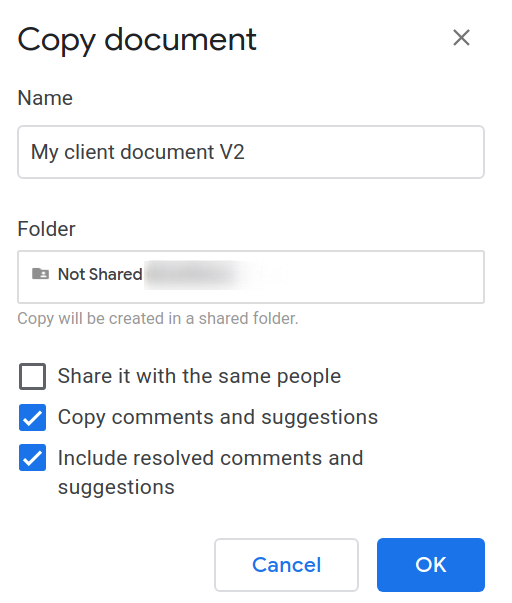 Copy document
Name
My client document V2
Folder
Not Shared
Copy will be created in a shared folder.
Share it with the same people
Copy comments and suggestions
Include resolved comments and
suggestions
Cancel
OK